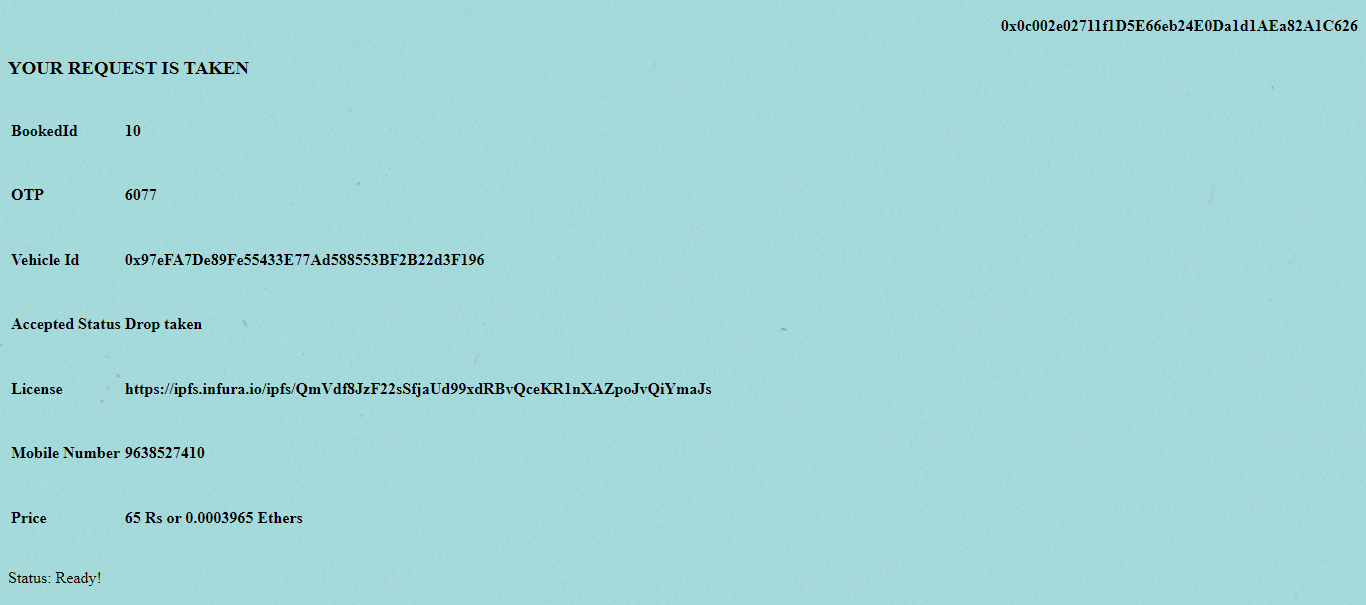 0x0c002e02711f1D5E66eb24E0Da1d1AEa82A1C626
YOUR REQUEST IS TAKEN
BookedId 10
OTP 6077
Vehicle Id 0x97eFA7De89Fe55433E77Ad588553BF2B22d3F196
Accepted Status Drop taken
License https://ipfs.infura.io/ipfs/QmVdf8JzF22sSfjaUd99xdRBvQceKR1nXAZpoJvQiYmaJs
Mobile Number 9638527410
Price 65 Rs or 0.0003965 Ethers
Status: Ready!